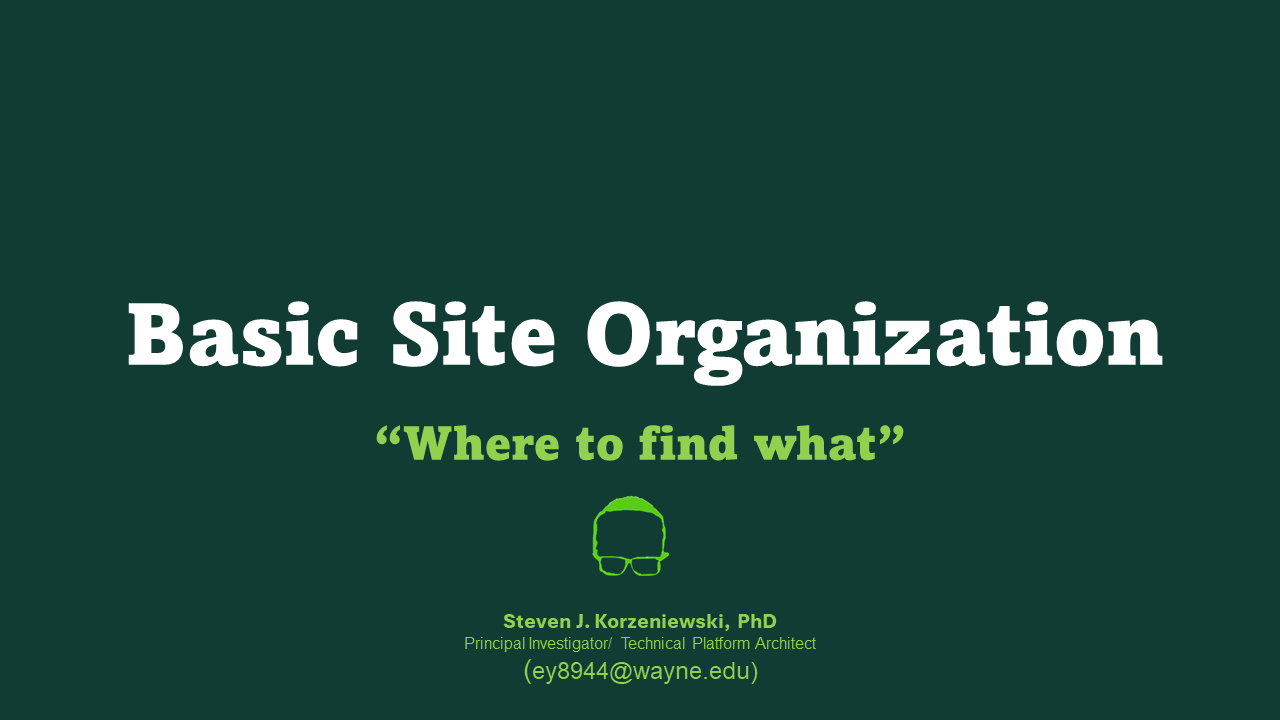 Basic Site Organization
“Where to find what”
Steven J. Korzeniewski, PhD
Principal Investigator/ Technical Platform Architect
(ey8944@wayne.edu)